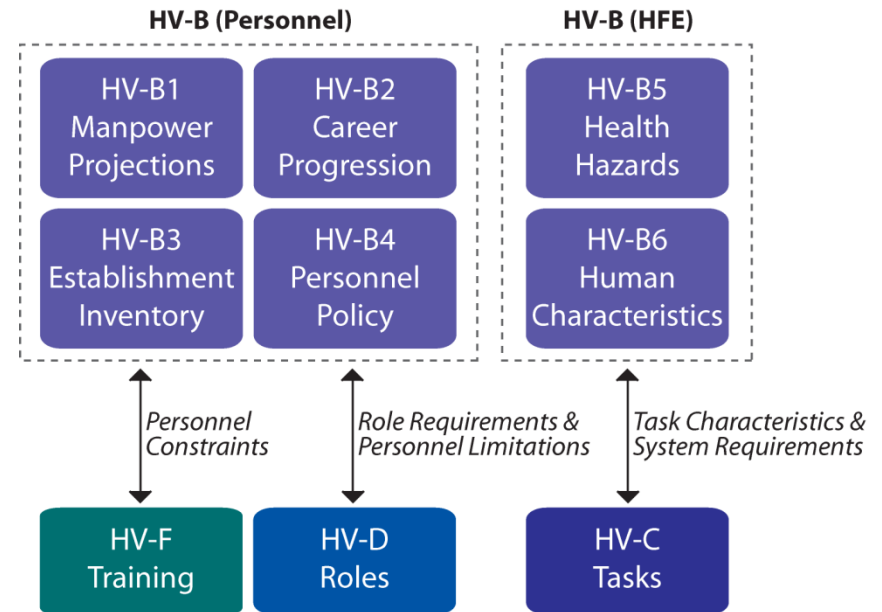 HV-B (Personnel)
HV-B (HFE)
HV-B1
Manpower
Projections
HV-B2
Career
Progression
HV-B5
Health
Hazards
HV-B3
Establishment
Inventory
HV-B4
Personnel
Policy
HV-B6
Human
Characteristics
Personnel
Constraints
Role Requirements &
Personnel Limitations
Task Characteristics &
System Requirements
HV-F
Training
HV-D
Roles
HV-C
Tasks